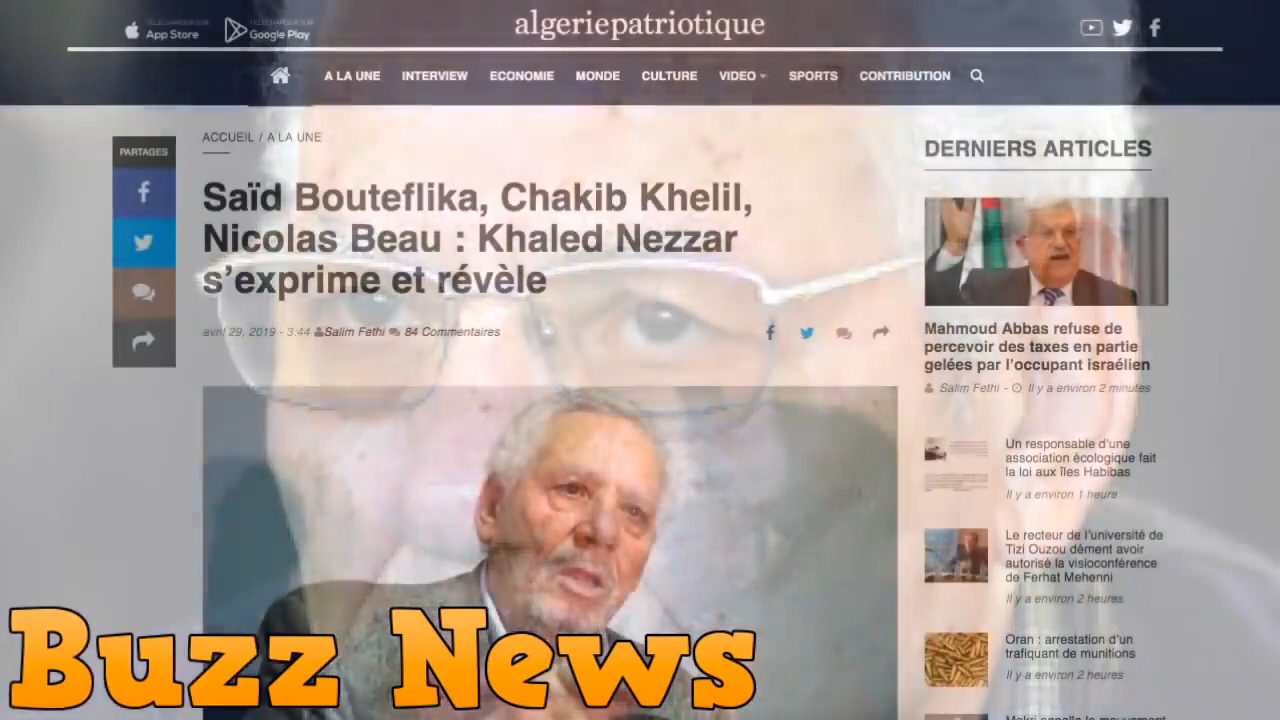 TÉLÉCHARGER SUR
App Store
TÉLÉCHARGER SUR
Google Play
algeriepatriotique
A LA UNE INTERVIEW ECONOMIE MONDE CULTURE VIDEO SPORTS CONTRIBUTION
ACCUEIL / A LA UNE
PARTAGES
Saïd Bouteflika, Chakib Khelil,
Nicolas Beau : Khaled Nezzar
s’exprime et révèle
avril 29, 2019 - 3:44 Salim Fethi 84 Commentaires
DERNIERS ARTICLES
Mahmoud Abbas refuse de
percevoir des taxes en partie
gelées par l’occupant israélien
Salim Fethi - Il y a environ 2 minutes
Un responsable d’une
association écologique fait
la loi aux îles Habibas
Il y a environ 1 heure
Le recteur de l’université de
Tizi Ouzou dément avoir
autorisé la visioconférence
de Ferhat Mehenni
Il y a environ 2 heures
Oran : arrestation d’un
trafiquant de munitions
Il y a environ 2 heures
Buzz News